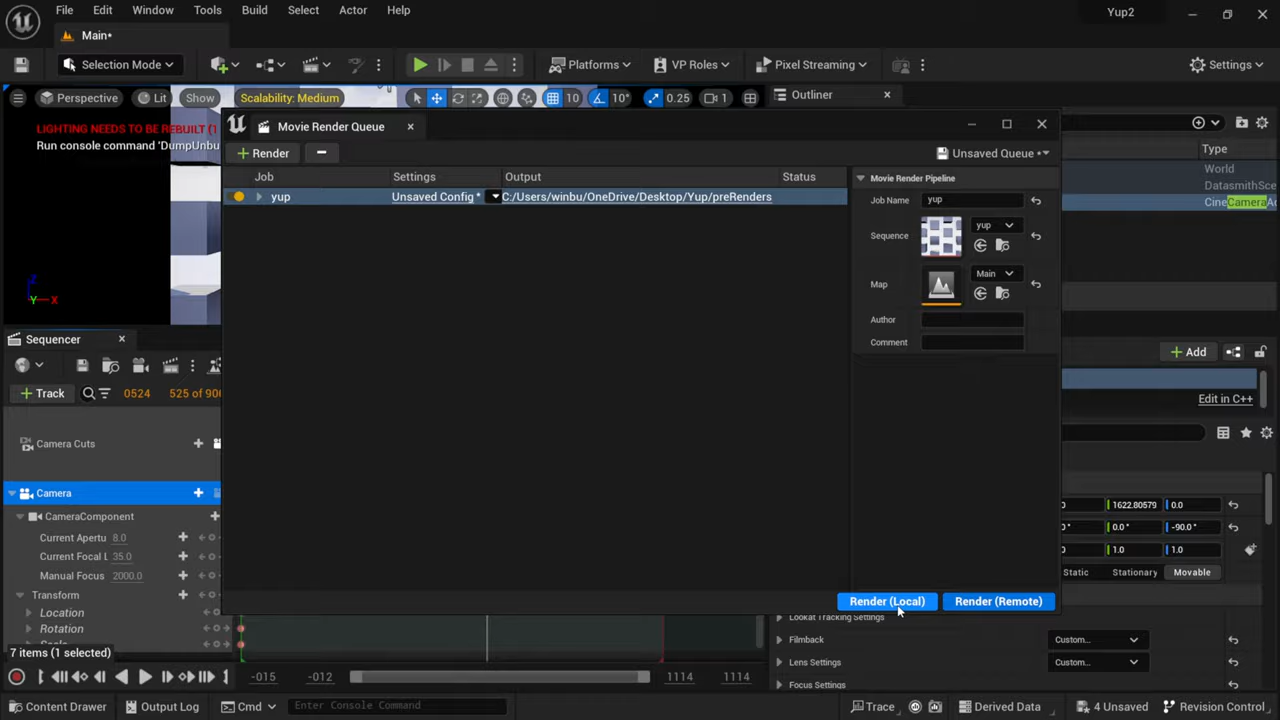 File Edit Window Tools Build Select Actor Help
Yup2
Main*
Selection Mode
Platforms
VP Roles
Pixel Streaming
Settings
Perspective
Lit
Show
Scalability: Medium
10
10°
0.25
1
Outliner
LIGHTING NEEDS TO BE REBUILT (1
Run console command 'DumpUnbu
Movie Render Queue
+ Render
Unsaved Queue *
Job Settings Output Status
yup
Unsaved Config *
C:/Users/winbu/OneDrive/Desktop/Yup/preRenders
Movie Render Pipeline
Job Name yup
Sequence yup
Map Main
Author
Comment
Type
World
DatasmithSce
CineCameraAc
Y X
Sequencer
+ Track
0524
525 of 900
Camera Cuts
Camera
CameraComponent
Current Apertu 8.0
Current Focal L 35.0
Manual Focus 2000.0
Transform
Location
Rotation
7 items (1 selected)
+ Add
Edit in C++
0 1622.80579 0.0
° 0.0 ° -90.0 °
0 1.0 1.0
Static Stationary Movable
Render (Local)
Render (Remote)
Lookat Tracking Settings
Filmback Custom...
Lens Settings Custom...
Focus Settings
-015 -012 1114 1114
Content Drawer
Output Log
Cmd
Enter Console Command
Trace
Derived Data
4 Unsaved
Revision Control